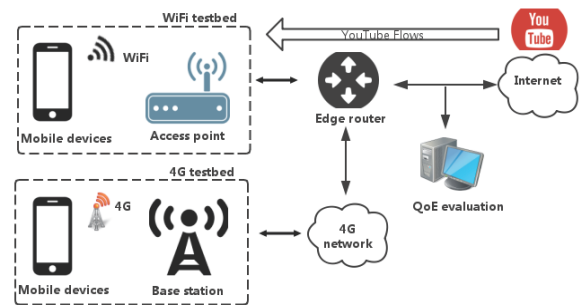 WiFi testbed
YouTube Flows
You
Tube
WiFi
Internet
Mobile devices
Access point
Edge router
4G testbed
4G
QoE evaluation
4G
network
Mobile devices
Base station